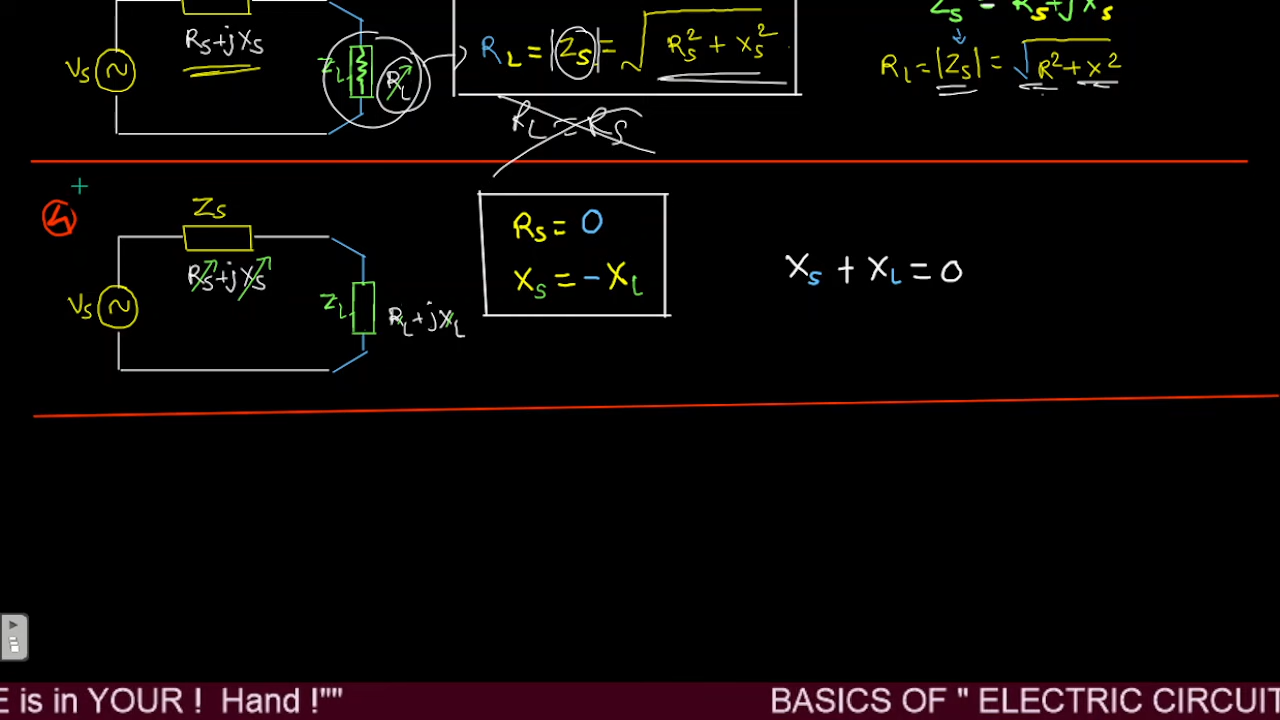 Rs+jXs
Vs
ZL
RL
RL = |Zs| = √Rs² + Xs²
Zs = Rs+jXs
RL = |Zs| = √R² + X²
RL = Rs
4
Zs
Rs+jXs
Vs
ZL
RL+jXL
Rs = 0
Xs = -XL
Xs + XL = 0
E is in YOUR ! Hand !""
BASICS OF " ELECTRIC CIRCUIT